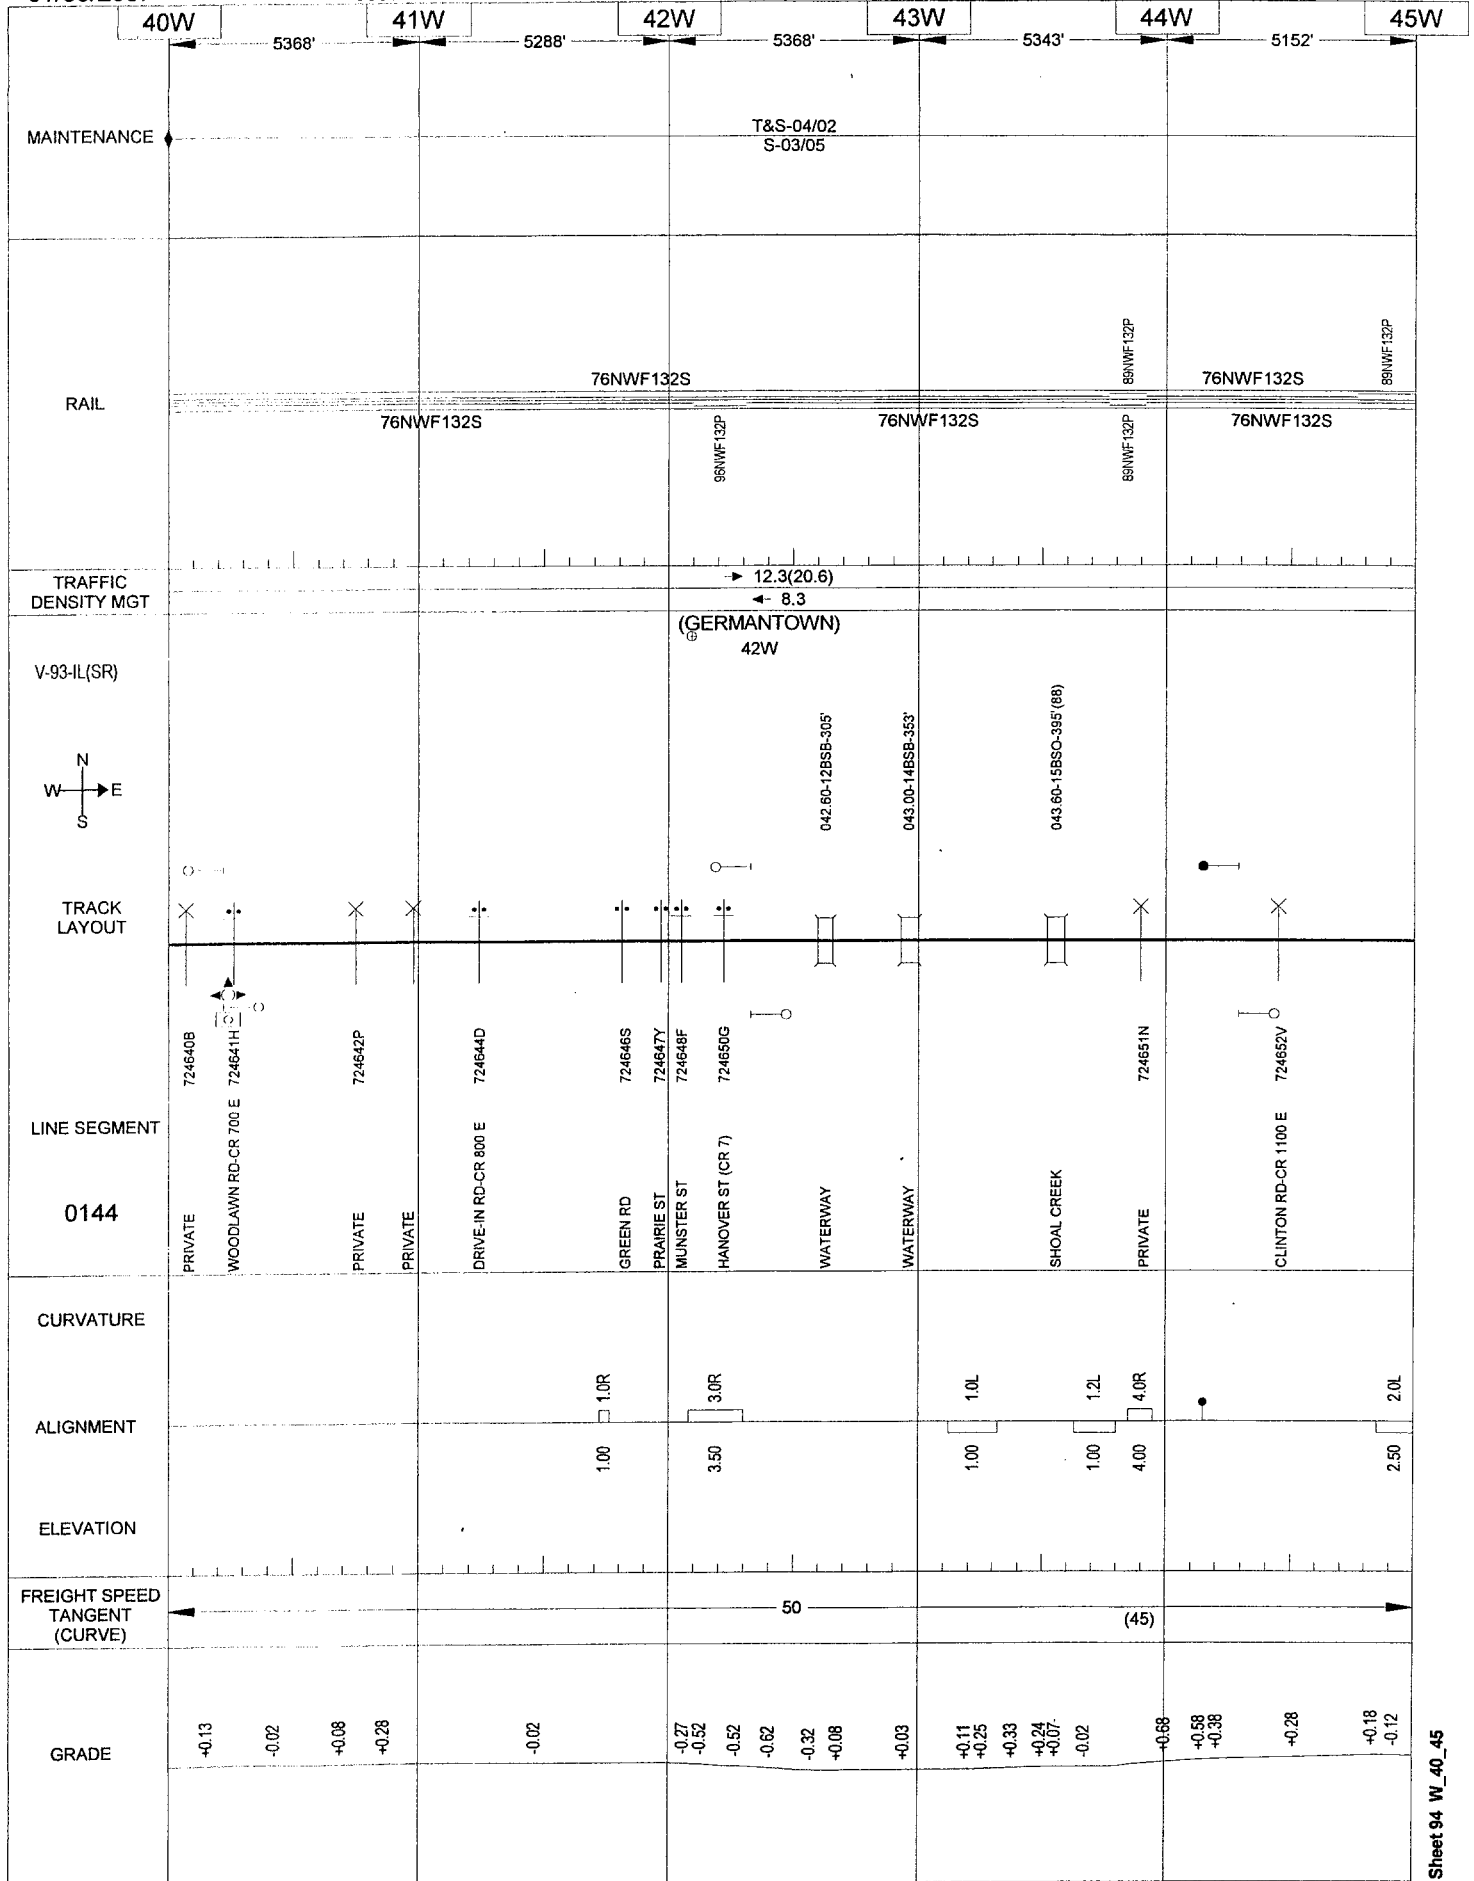 40W 41W 42W 43W 44W 45W
5368' 5288' 5368' 5343' 5152'
MAINTENANCE
T&S-04/02
S-03/05
RAIL
76NWF132S 76NWF132S
76NWF132S 76NWF132S 76NWF132S
89NWF132P
89NWF132P
96NWF132P
89NWF132P
TRAFFIC
DENSITY MGT
12.3(20.6)
8.3
(GERMANTOWN)
42W
V-93-IL(SR)
N
W E
S
042.60-12BSB-305'
043.00-14BSB-353'
043.60-15BSO-395'(88)
TRACK
LAYOUT
724640B
724641H
724642P
724644D
724646S
724647Y
724648F
724650G
724651N
724652V
LINE SEGMENT
0144
PRIVATE
WOODLAWN RD-CR 700 E
PRIVATE
PRIVATE
DRIVE-IN RD-CR 800 E
GREEN RD
PRAIRIE ST
MUNSTER ST
HANOVER ST (CR 7)
WATERWAY
WATERWAY
SHOAL CREEK
PRIVATE
CLINTON RD-CR 1100 E
CURVATURE
1.0R 3.0R 1.0L 1.2L 4.0R 2.0L
ALIGNMENT
1.00 3.50 1.00 1.00 4.00 2.50
ELEVATION
FREIGHT SPEED
TANGENT
(CURVE)
50
(45)
GRADE
+0.13 -0.02 +0.08 +0.28 -0.02 -0.27 -0.52 -0.52 -0.62 -0.32 +0.08 +0.03 +0.11 +0.25 +0.33 +0.24 +0.07 -0.02 +0.68 +0.58 +0.38 +0.28 +0.18 -0.12
Sheet 94 W_40_45